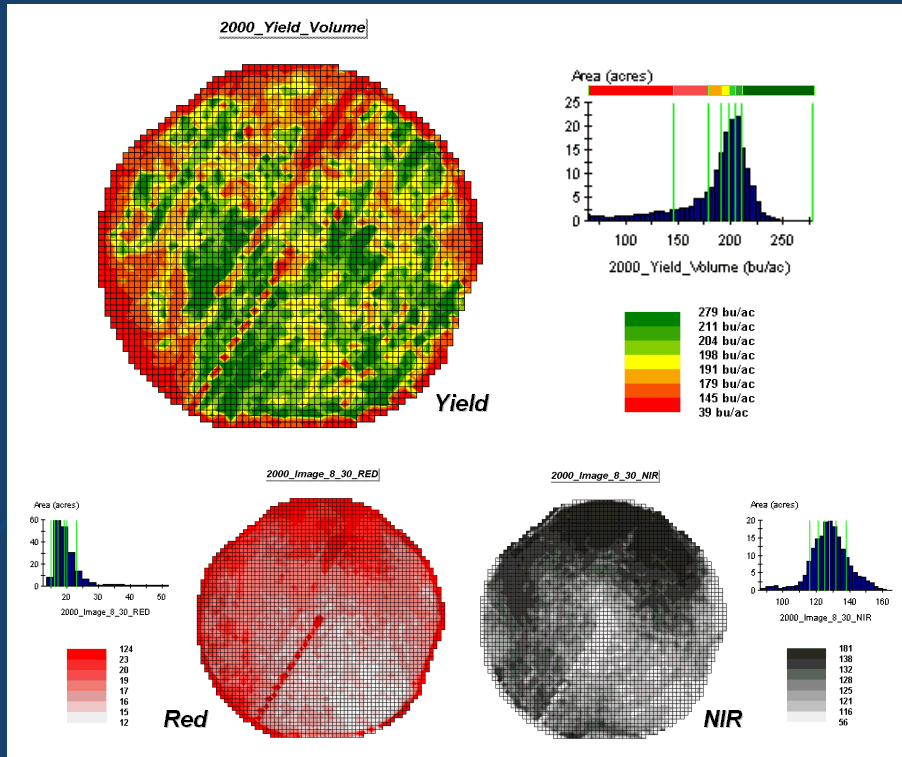 2000_Yield_Volume
Area (acres)
25
20
15
10
5
0
100 150 200 250
2000_Yield_Volume (bu/ac)
279 bu/ac
211 bu/ac
204 bu/ac
198 bu/ac
191 bu/ac
179 bu/ac
145 bu/ac
39 bu/ac
Yield
2000_Image_8_30_RED
Area (acres)
60
40
20
0
10 20 30 40 50
2000_Image_8_30_RED
124
23
20
19
17
16
15
12
Red
2000_Image_8_30_NIR
Area (acres)
20
15
10
5
0
100 120 140 160
2000_Image_8_30_NIR
181
138
132
128
125
121
116
56
NIR